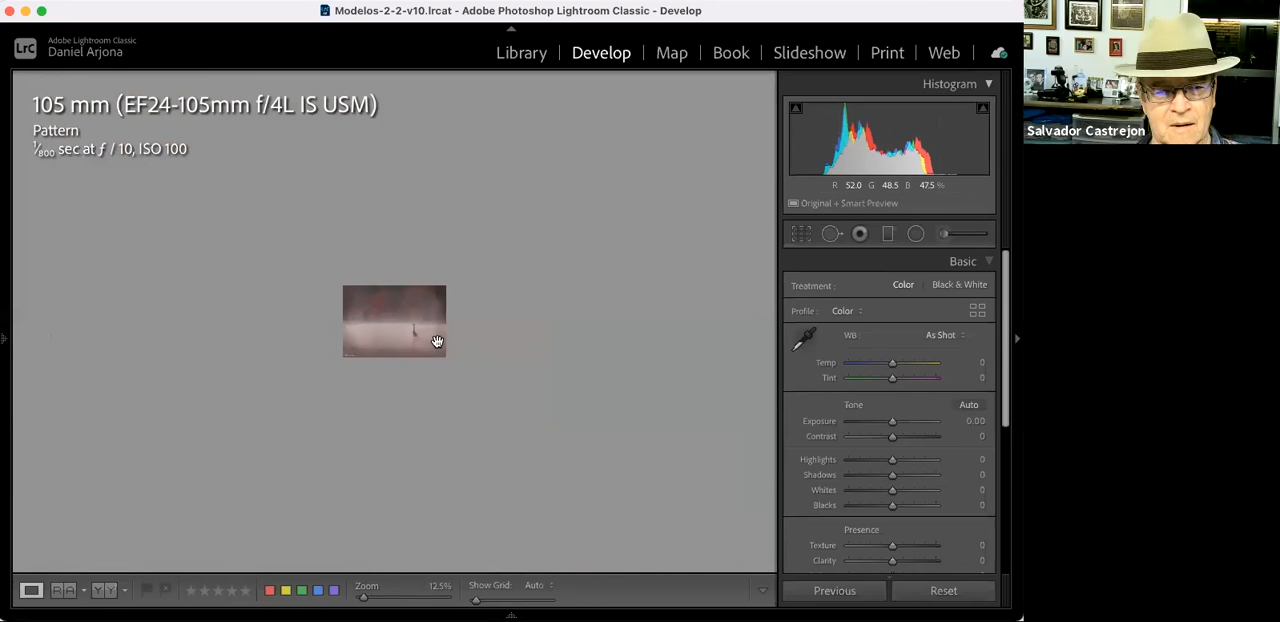 Modelos-2-2-v10.lrcat - Adobe Photoshop Lightroom Classic - Develop
LrC
Adobe Lightroom Classic
Daniel Arjona
Library
Develop
Map
Book
Slideshow
Print
Web
105 mm (EF24-105mm f/4L IS USM)
Pattern
1/800 sec at ƒ / 10, ISO 100
Histogram
R 52.0 G 48.5 B 47.5 %
Original + Smart Preview
Basic
Treatment : Color Black & White
Profile : Color
WB : As Shot
Temp 0
Tint 0
Tone Auto
Exposure 0.00
Contrast 0
Highlights 0
Shadows 0
Whites 0
Blacks 0
Presence
Texture 0
Clarity 0
Zoom 12.5% Show Grid: Auto
Previous Reset
Salvador Castrejon